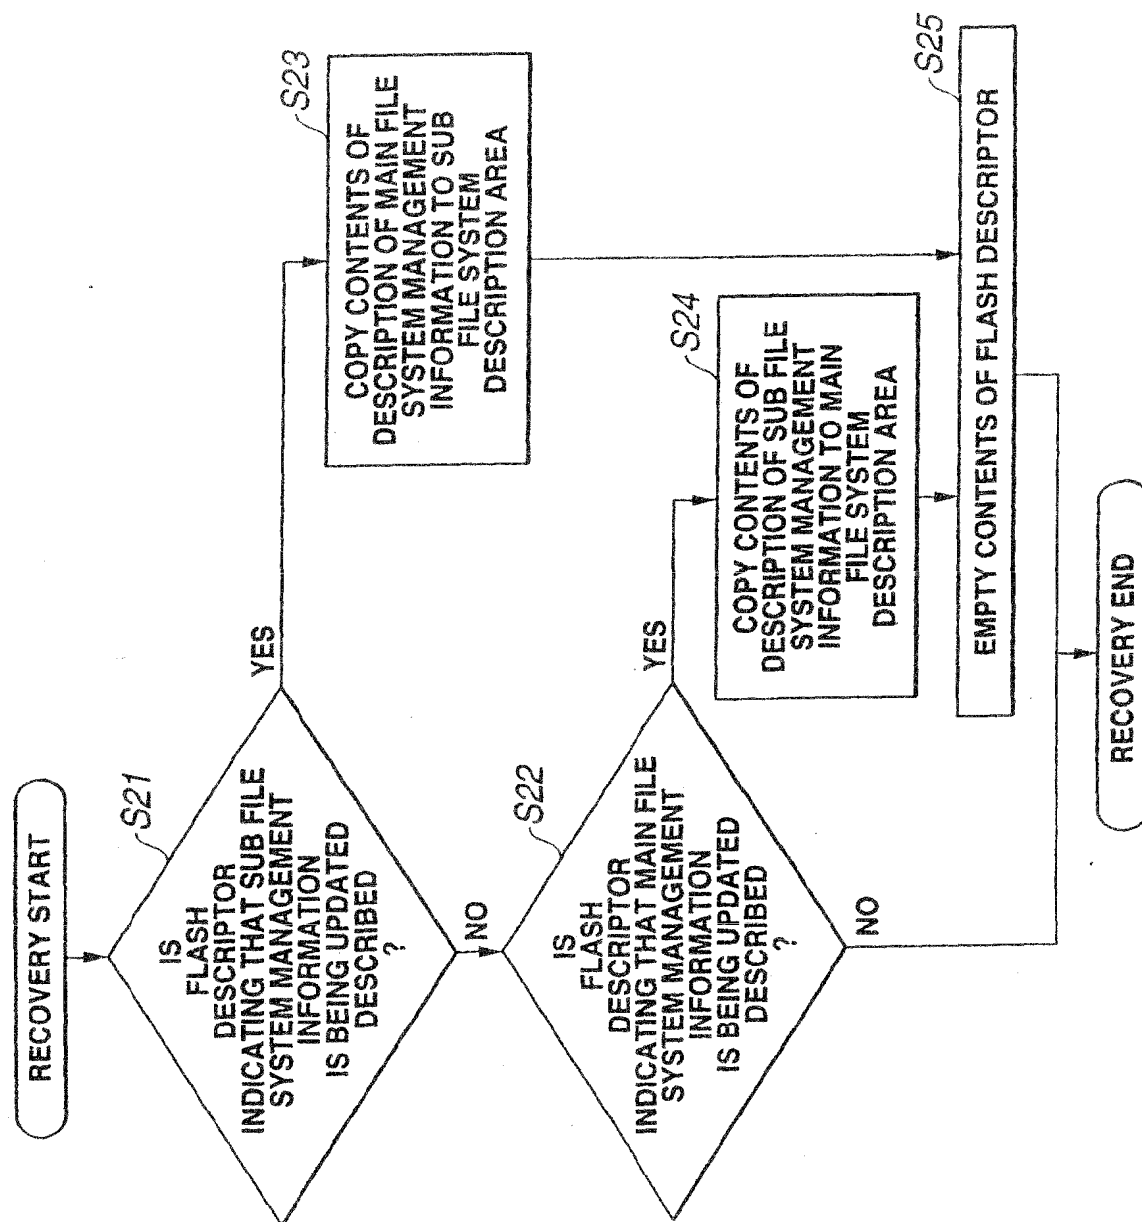 RECOVERY START
S21
IS
FLASH
DESCRIPTOR
INDICATING THAT SUB FILE
SYSTEM MANAGEMENT
INFORMATION
IS BEING UPDATED
DESCRIBED
?
YES
NO
S23
COPY CONTENTS OF
DESCRIPTION OF MAIN FILE
SYSTEM MANAGEMENT
INFORMATION TO SUB
FILE SYSTEM
DESCRIPTION AREA
S22
IS
FLASH
DESCRIPTOR
INDICATING THAT MAIN FILE
SYSTEM MANAGEMENT
INFORMATION
IS BEING UPDATED
DESCRIBED
?
YES
NO
S24
COPY CONTENTS OF
DESCRIPTION OF SUB FILE
SYSTEM MANAGEMENT
INFORMATION TO MAIN
FILE SYSTEM
DESCRIPTION AREA
S25
EMPTY CONTENTS OF FLASH DESCRIPTOR
RECOVERY END